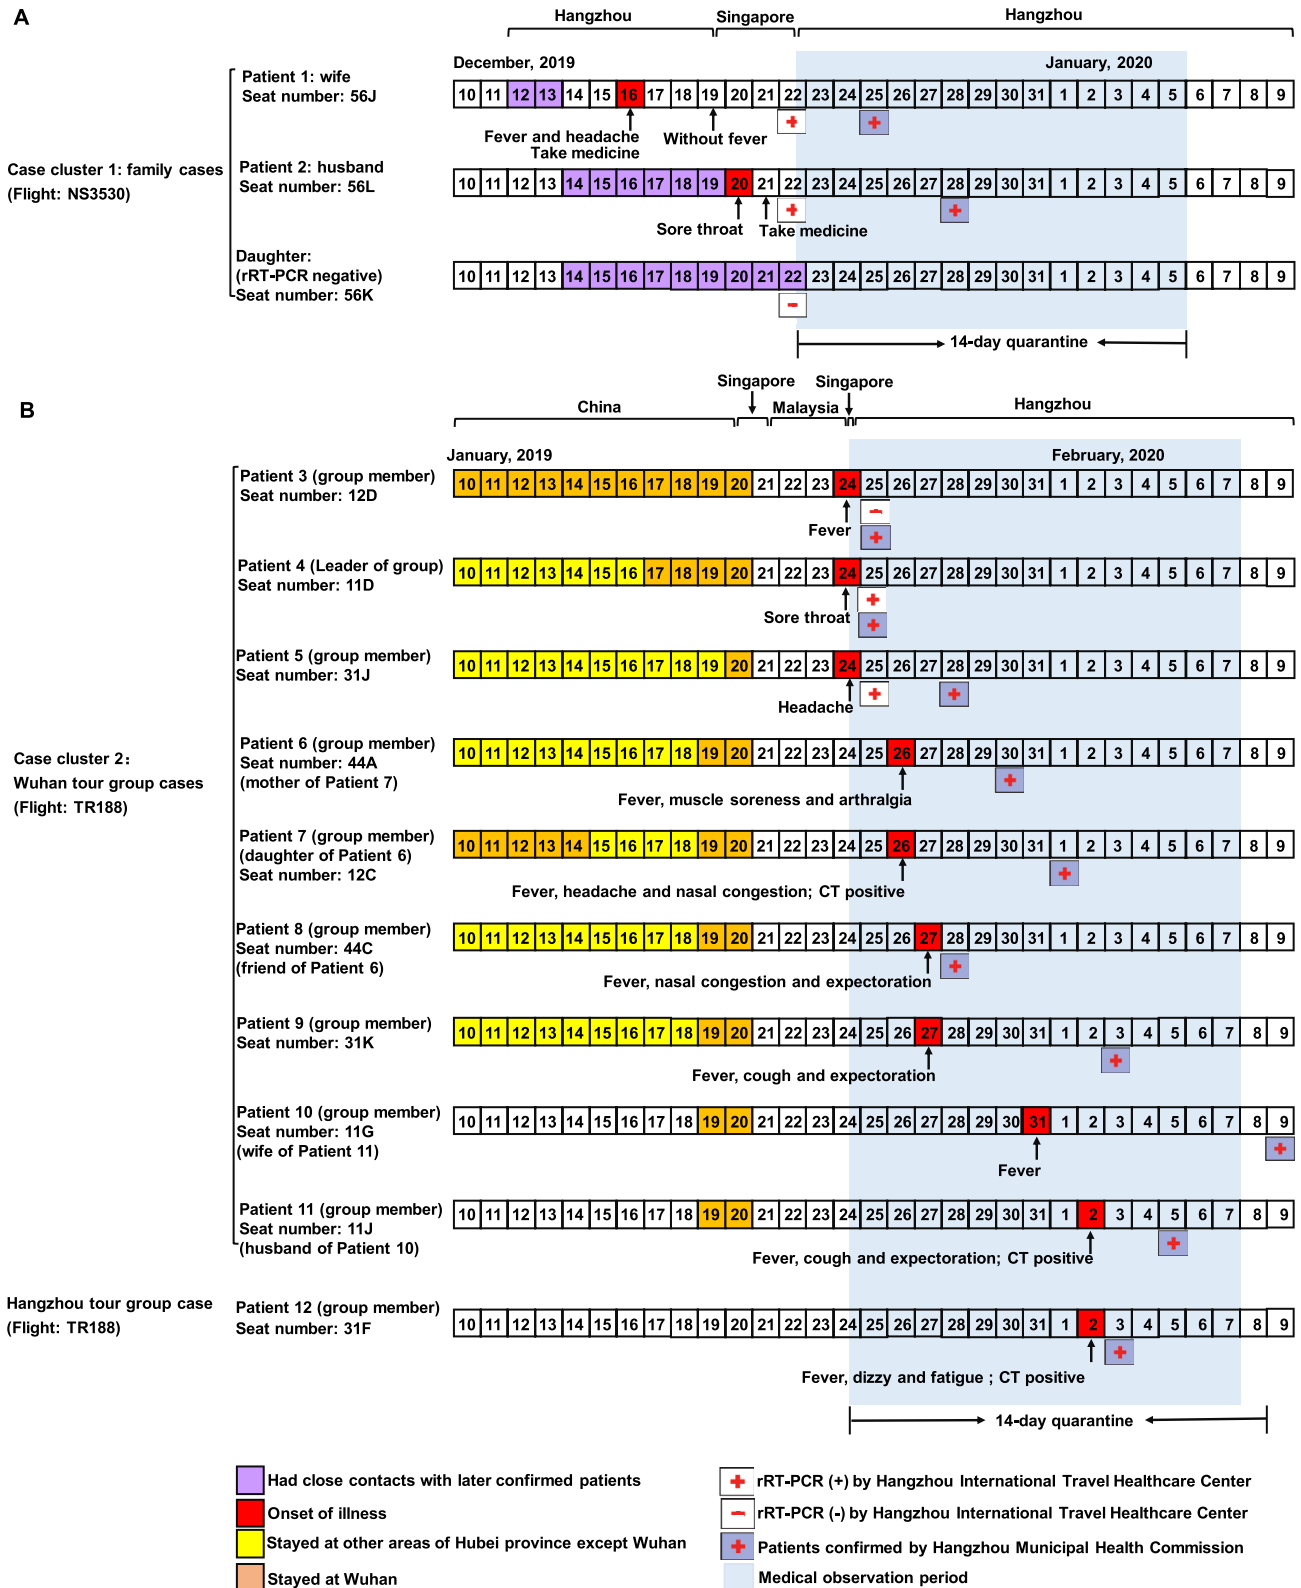 A
Hangzhou Singapore Hangzhou
December, 2019 January, 2020
Patient 1: wife
Seat number: 56J
10 11 12 13 14 15 16 17 18 19 20 21 22 23 24 25 26 27 28 29 30 31 1 2 3 4 5 6 7 8 9
Fever and headache
Take medicine
Without fever
Case cluster 1: family cases
(Flight: NS3530)
Patient 2: husband
Seat number: 56L
10 11 12 13 14 15 16 17 18 19 20 21 22 23 24 25 26 27 28 29 30 31 1 2 3 4 5 6 7 8 9
Sore throat Take medicine
Daughter:
(rRT-PCR negative)
Seat number: 56K
10 11 12 13 14 15 16 17 18 19 20 21 22 23 24 25 26 27 28 29 30 31 1 2 3 4 5 6 7 8 9
14-day quarantine
B
Singapore Singapore
China Malaysia Hangzhou
January, 2019 February, 2020
Patient 3 (group member)
Seat number: 12D
10 11 12 13 14 15 16 17 18 19 20 21 22 23 24 25 26 27 28 29 30 31 1 2 3 4 5 6 7 8 9
Fever
Patient 4 (Leader of group)
Seat number: 11D
10 11 12 13 14 15 16 17 18 19 20 21 22 23 24 25 26 27 28 29 30 31 1 2 3 4 5 6 7 8 9
Sore throat
Patient 5 (group member)
Seat number: 31J
10 11 12 13 14 15 16 17 18 19 20 21 22 23 24 25 26 27 28 29 30 31 1 2 3 4 5 6 7 8 9
Headache
Case cluster 2:
Wuhan tour group cases
(Flight: TR188)
Patient 6 (group member)
Seat number: 44A
(mother of Patient 7)
10 11 12 13 14 15 16 17 18 19 20 21 22 23 24 25 26 27 28 29 30 31 1 2 3 4 5 6 7 8 9
Fever, muscle soreness and arthralgia
Patient 7 (group member)
(daughter of Patient 6)
Seat number: 12C
10 11 12 13 14 15 16 17 18 19 20 21 22 23 24 25 26 27 28 29 30 31 1 2 3 4 5 6 7 8 9
Fever, headache and nasal congestion; CT positive
Patient 8 (group member)
Seat number: 44C
(friend of Patient 6)
10 11 12 13 14 15 16 17 18 19 20 21 22 23 24 25 26 27 28 29 30 31 1 2 3 4 5 6 7 8 9
Fever, nasal congestion and expectoration
Patient 9 (group member)
Seat number: 31K
10 11 12 13 14 15 16 17 18 19 20 21 22 23 24 25 26 27 28 29 30 31 1 2 3 4 5 6 7 8 9
Fever, cough and expectoration
Patient 10 (group member)
Seat number: 11G
(wife of Patient 11)
10 11 12 13 14 15 16 17 18 19 20 21 22 23 24 25 26 27 28 29 30 31 1 2 3 4 5 6 7 8 9
Fever
Patient 11 (group member)
Seat number: 11J
(husband of Patient 10)
10 11 12 13 14 15 16 17 18 19 20 21 22 23 24 25 26 27 28 29 30 31 1 2 3 4 5 6 7 8 9
Fever, cough and expectoration; CT positive
Hangzhou tour group case
(Flight: TR188)
Patient 12 (group member)
Seat number: 31F
10 11 12 13 14 15 16 17 18 19 20 21 22 23 24 25 26 27 28 29 30 31 1 2 3 4 5 6 7 8 9
Fever, dizzy and fatigue ; CT positive
14-day quarantine
Had close contacts with later confirmed patients
Onset of illness
Stayed at other areas of Hubei province except Wuhan
Stayed at Wuhan
rRT-PCR (+) by Hangzhou International Travel Healthcare Center
rRT-PCR (-) by Hangzhou International Travel Healthcare Center
Patients confirmed by Hangzhou Municipal Health Commission
Medical observation period